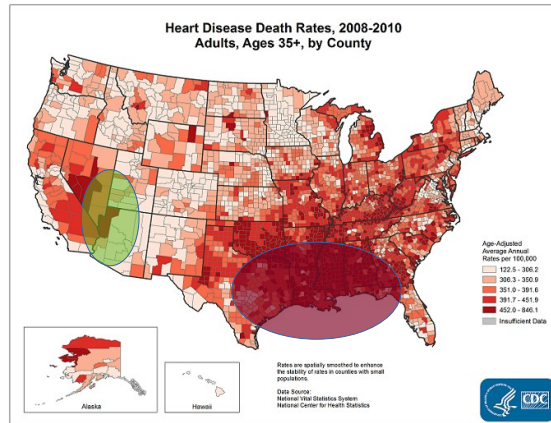 Heart Disease Death Rates, 2008-2010
Adults, Ages 35+, by County
Age-Adjusted
Average Annual
Rates per 100,000
122.5 - 306.2
306.3 - 350.9
351.0 - 391.6
391.7 - 451.9
452.0 - 846.1
Insufficient Data
Rates are spatially smoothed to enhance
the stability of rates in counties with small
populations.
Data Source:
National Vital Statistics System
National Center for Health Statistics
Alaska
Hawaii
CDC